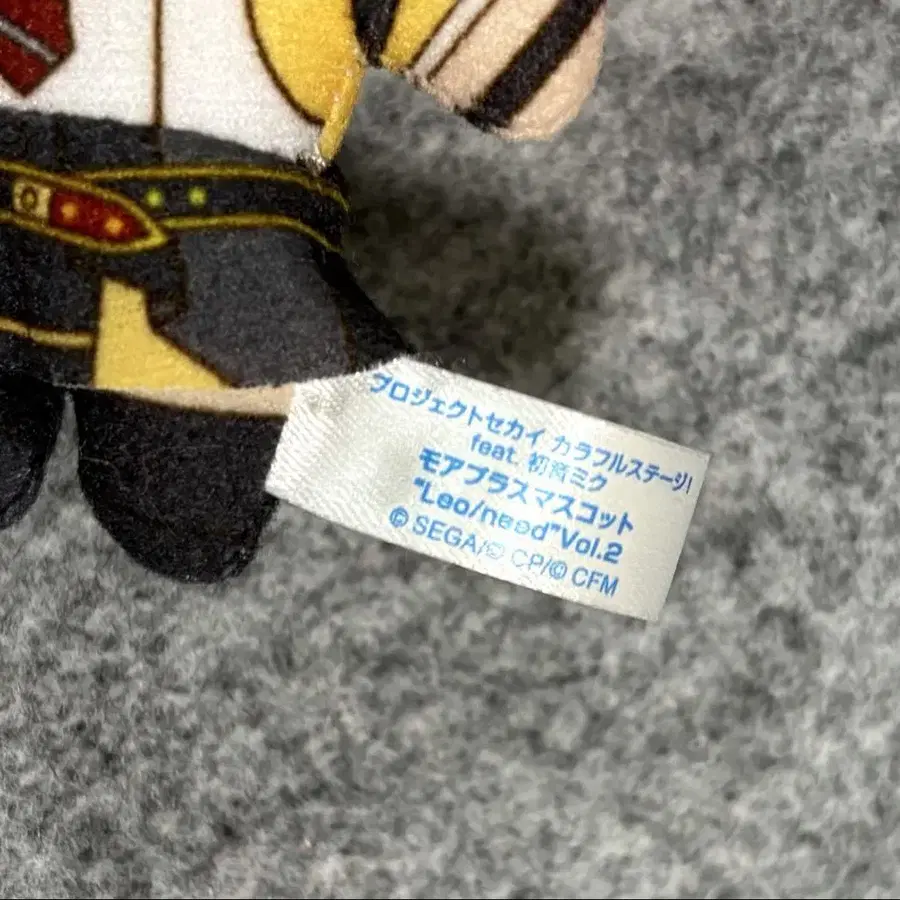 プロジェクトセカイ カラフルステージ!
feat. 初音ミク
モアプラスマスコット
"Leo/need"Vol.2
© SEGA/© CP/© CFM